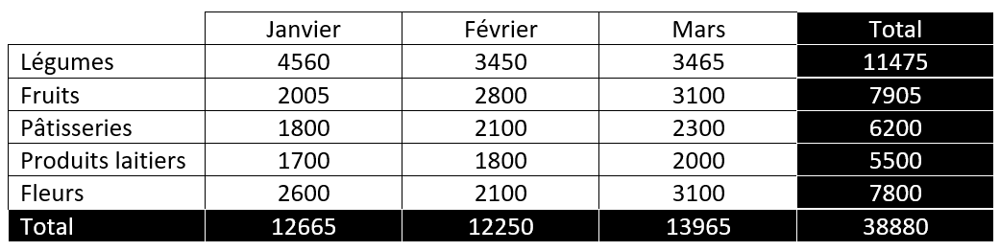 Janvier Février Mars Total
Légumes 4560 3450 3465 11475
Fruits 2005 2800 3100 7905
Pâtisseries 1800 2100 2300 6200
Produits laitiers 1700 1800 2000 5500
Fleurs 2600 2100 3100 7800
Total 12665 12250 13965 38880